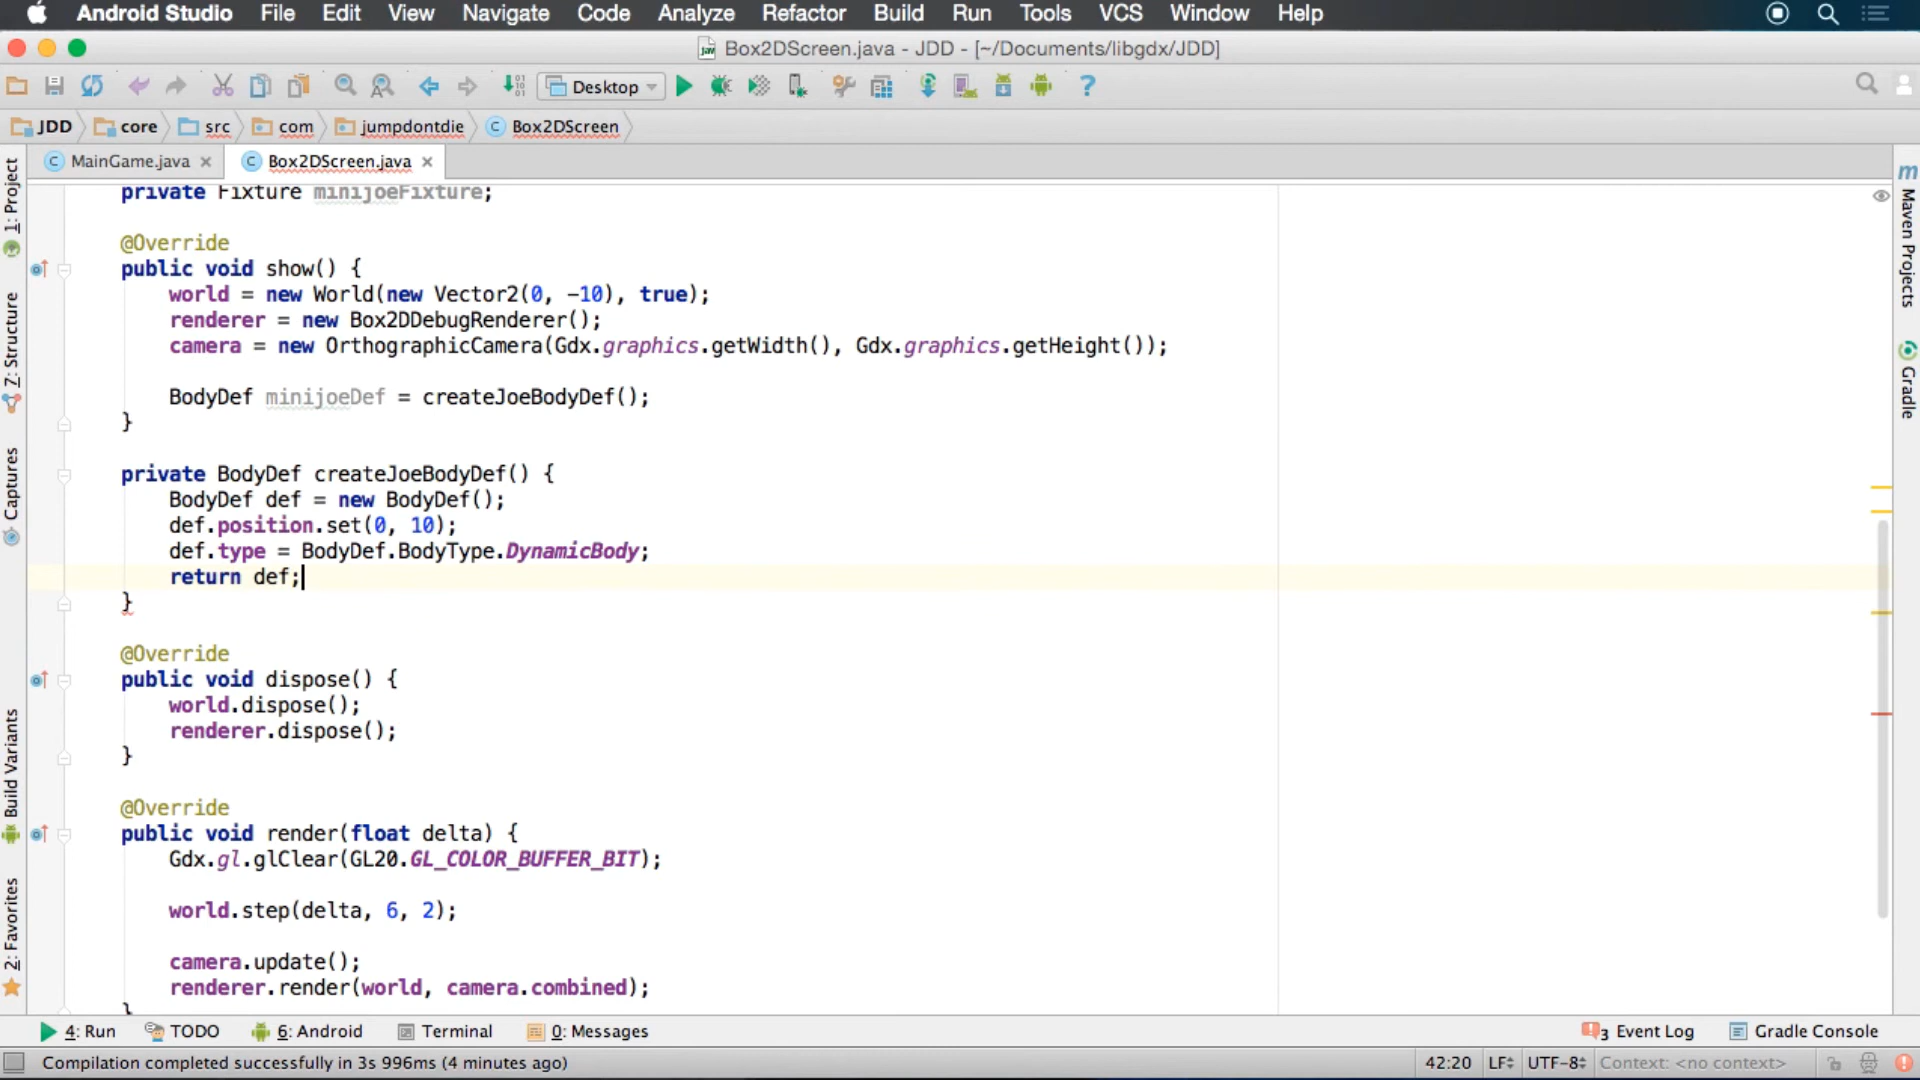 Android Studio File Edit View Navigate Code Analyze Refactor Build Run Tools VCS Window Help
Box2DScreen.java - JDD - [~/Documents/libgdx/JDD]
Desktop
JDD core src com jumpdontdie Box2DScreen
MainGame.java Box2DScreen.java
private Fixture minijoeFixture;
@Override
public void show() {
world = new World(new Vector2(0, -10), true);
renderer = new Box2DDebugRenderer();
camera = new OrthographicCamera(Gdx.graphics.getWidth(), Gdx.graphics.getHeight());
BodyDef minijoeDef = createJoeBodyDef();
}
private BodyDef createJoeBodyDef() {
BodyDef def = new BodyDef();
def.position.set(0, 10);
def.type = BodyDef.BodyType.DynamicBody;
return def;
}
@Override
public void dispose() {
world.dispose();
renderer.dispose();
}
@Override
public void render(float delta) {
Gdx.gl.glClear(GL20.GL_COLOR_BUFFER_BIT);
world.step(delta, 6, 2);
camera.update();
renderer.render(world, camera.combined);
}
1: Project
7: Structure
Captures
Build Variants
2: Favorites
Maven Projects
Gradle
4: Run TODO 6: Android Terminal 0: Messages 3 Event Log Gradle Console
Compilation completed successfully in 3s 996ms (4 minutes ago) 42:20 LF UTF-8 Context: <no context>